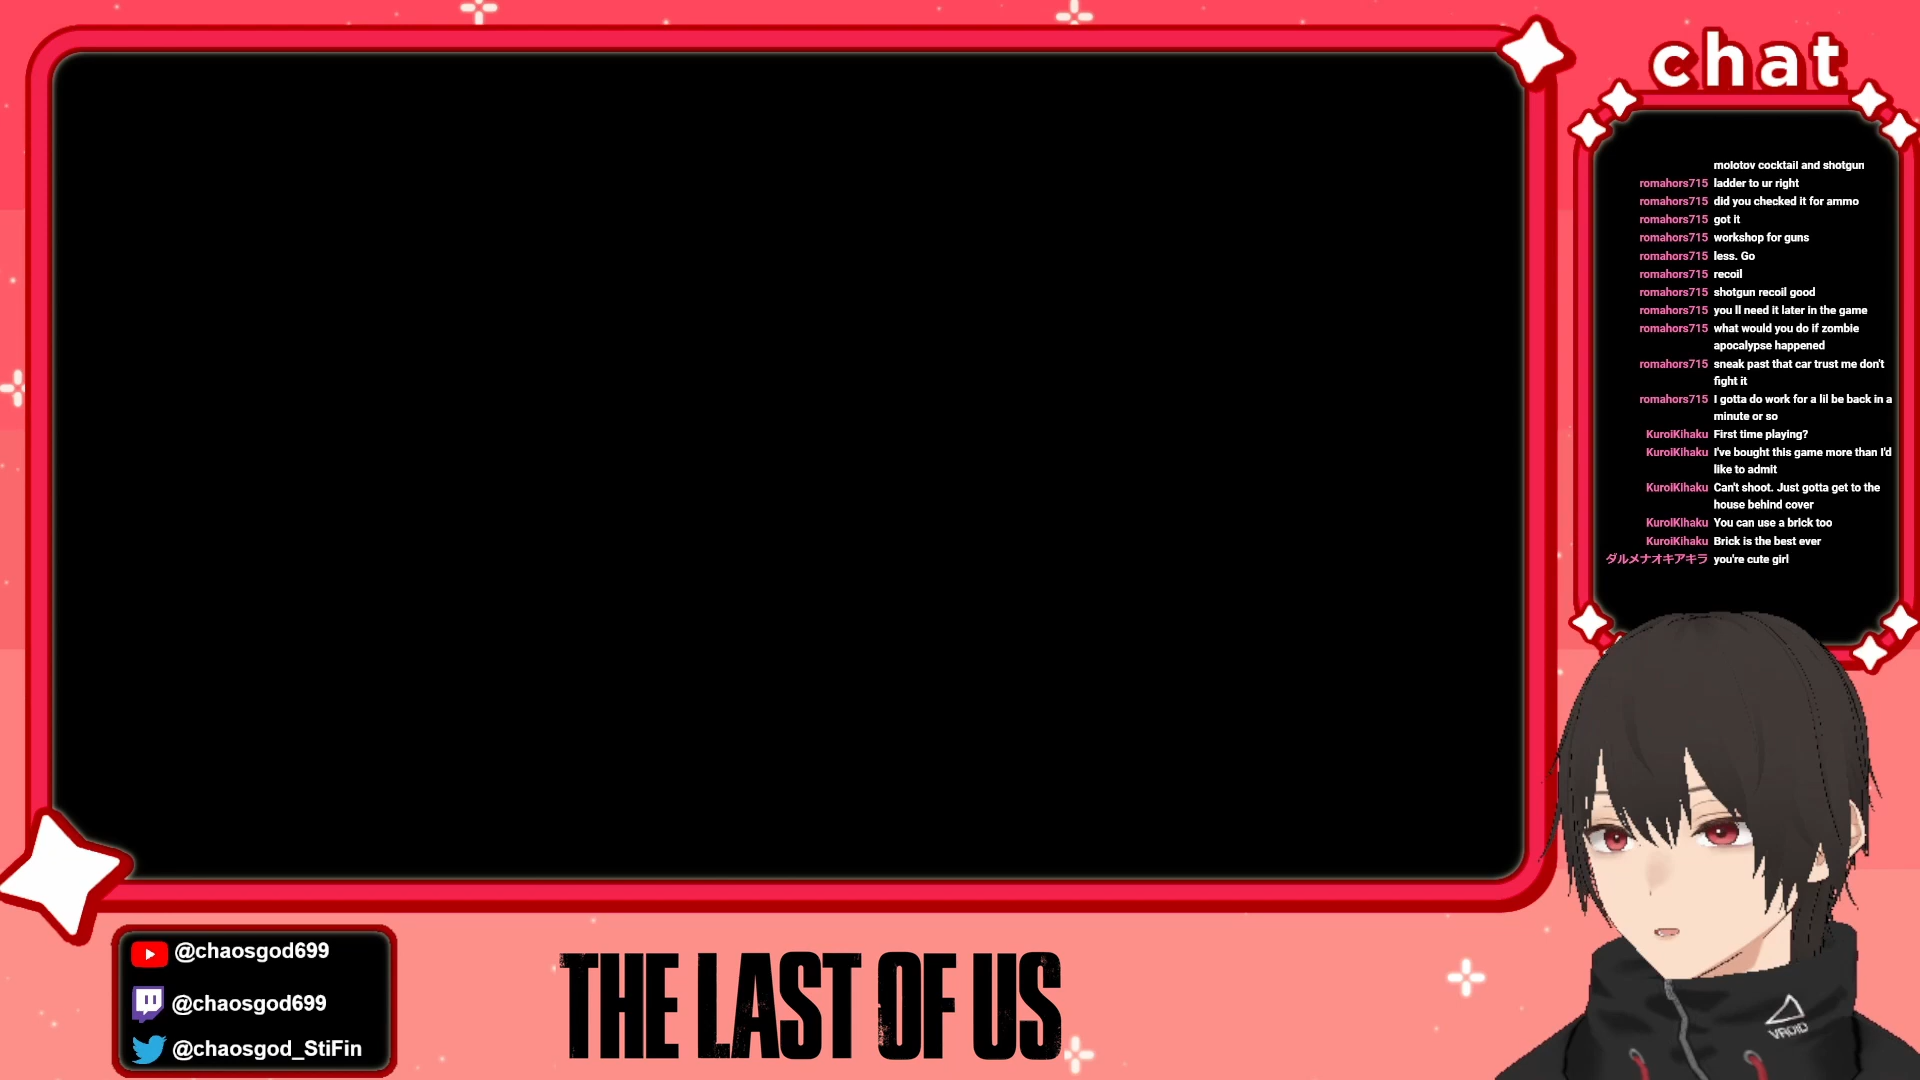 chat
molotov cocktail and shotgun
romahors715 ladder to ur right
romahors715 did you checked it for ammo
romahors715 got it
romahors715 workshop for guns
romahors715 less. Go
romahors715 recoil
romahors715 shotgun recoil good
romahors715 you ll need it later in the game
romahors715 what would you do if zombie
apocalypse happened
romahors715 sneak past that car trust me don't
fight it
romahors715 I gotta do work for a lil be back in a
minute or so
KuroiKihaku First time playing?
KuroiKihaku I've bought this game more than I'd
like to admit
KuroiKihaku Can't shoot. Just gotta get to the
house behind cover
KuroiKihaku You can use a brick too
KuroiKihaku Brick is the best ever
ダルメナオキアキラ you're cute girl
@chaosgod699
@chaosgod699
@chaosgod_StiFin
THE LAST OF US
VROID